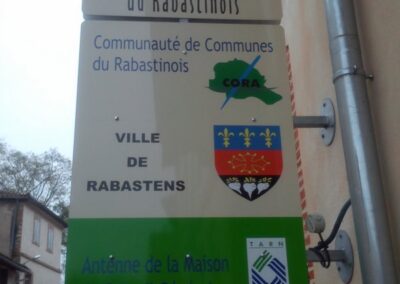 du Rabastinois
Communauté de Communes
du Rabastinois
CORA
VILLE
DE
RABASTENS
TARN
Antenne de la Maison